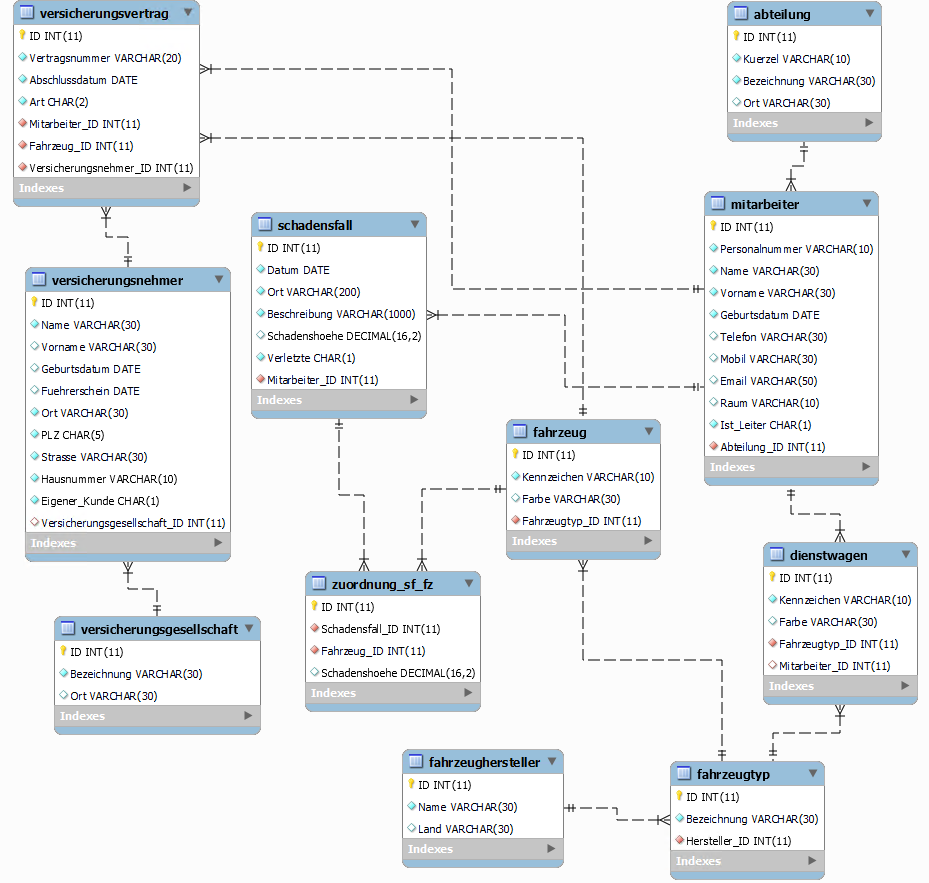 versicherungsvertrag
ID INT(11)
Vertragsnummer VARCHAR(20)
Abschlussdatum DATE
Art CHAR(2)
Mitarbeiter_ID INT(11)
Fahrzeug_ID INT(11)
Versicherungsnehmer_ID INT(11)
Indexes
abteilung
ID INT(11)
Kuerzel VARCHAR(10)
Bezeichnung VARCHAR(30)
Ort VARCHAR(30)
Indexes
mitarbeiter
ID INT(11)
Personalnummer VARCHAR(10)
Name VARCHAR(30)
Vorname VARCHAR(30)
Geburtsdatum DATE
Telefon VARCHAR(30)
Mobil VARCHAR(30)
Email VARCHAR(50)
Raum VARCHAR(10)
Ist_Leiter CHAR(1)
Abteilung_ID INT(11)
Indexes
schadensfall
ID INT(11)
Datum DATE
Ort VARCHAR(200)
Beschreibung VARCHAR(1000)
Schadenshoehe DECIMAL(16,2)
Verletzte CHAR(1)
Mitarbeiter_ID INT(11)
Indexes
versicherungsnehmer
ID INT(11)
Name VARCHAR(30)
Vorname VARCHAR(30)
Geburtsdatum DATE
Fuehrerschein DATE
Ort VARCHAR(30)
PLZ CHAR(5)
Strasse VARCHAR(30)
Hausnummer VARCHAR(10)
Eigener_Kunde CHAR(1)
Versicherungsgesellschaft_ID INT(11)
Indexes
fahrzeug
ID INT(11)
Kennzeichen VARCHAR(10)
Farbe VARCHAR(30)
Fahrzeugtyp_ID INT(11)
Indexes
dienstwagen
ID INT(11)
Kennzeichen VARCHAR(10)
Farbe VARCHAR(30)
Fahrzeugtyp_ID INT(11)
Mitarbeiter_ID INT(11)
Indexes
zuordnung_sf_fz
ID INT(11)
Schadensfall_ID INT(11)
Fahrzeug_ID INT(11)
Schadenshoehe DECIMAL(16,2)
Indexes
versicherungsgesellschaft
ID INT(11)
Bezeichnung VARCHAR(30)
Ort VARCHAR(30)
Indexes
fahrzeughersteller
ID INT(11)
Name VARCHAR(30)
Land VARCHAR(30)
Indexes
fahrzeugtyp
ID INT(11)
Bezeichnung VARCHAR(30)
Hersteller_ID INT(11)
Indexes